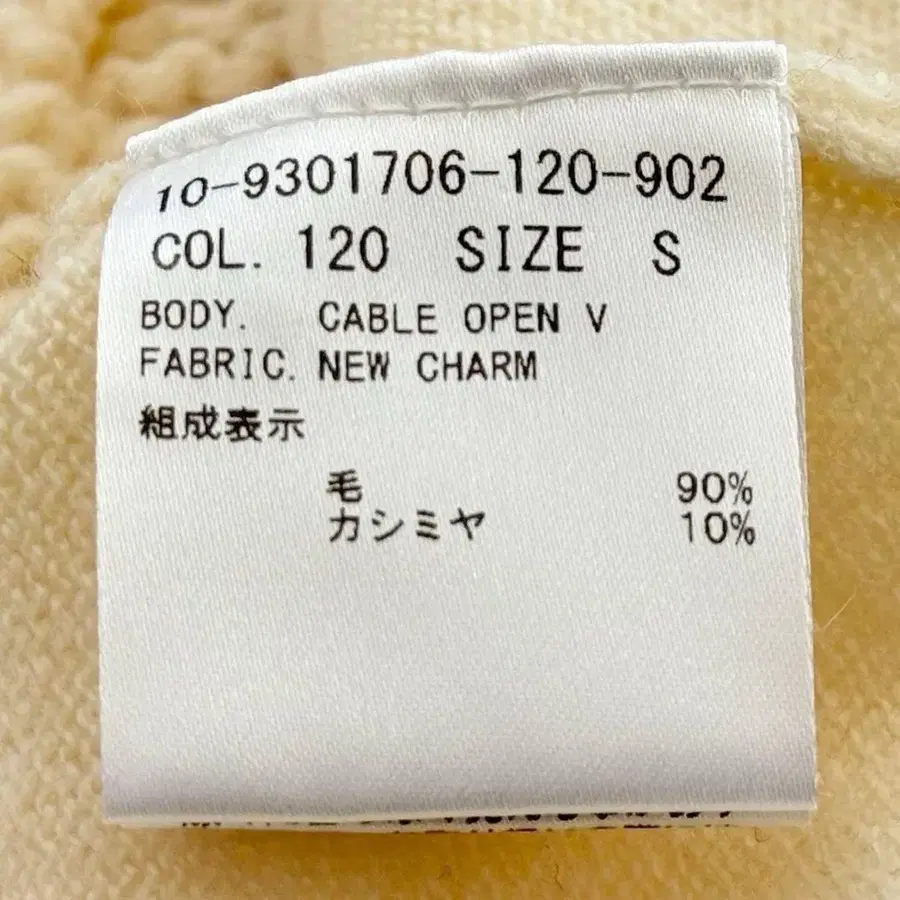 10-9301706-120-902
COL. 120 SIZE S
BODY. CABLE OPEN V
FABRIC. NEW CHARM
組成表示
毛 90%
カシミヤ 10%